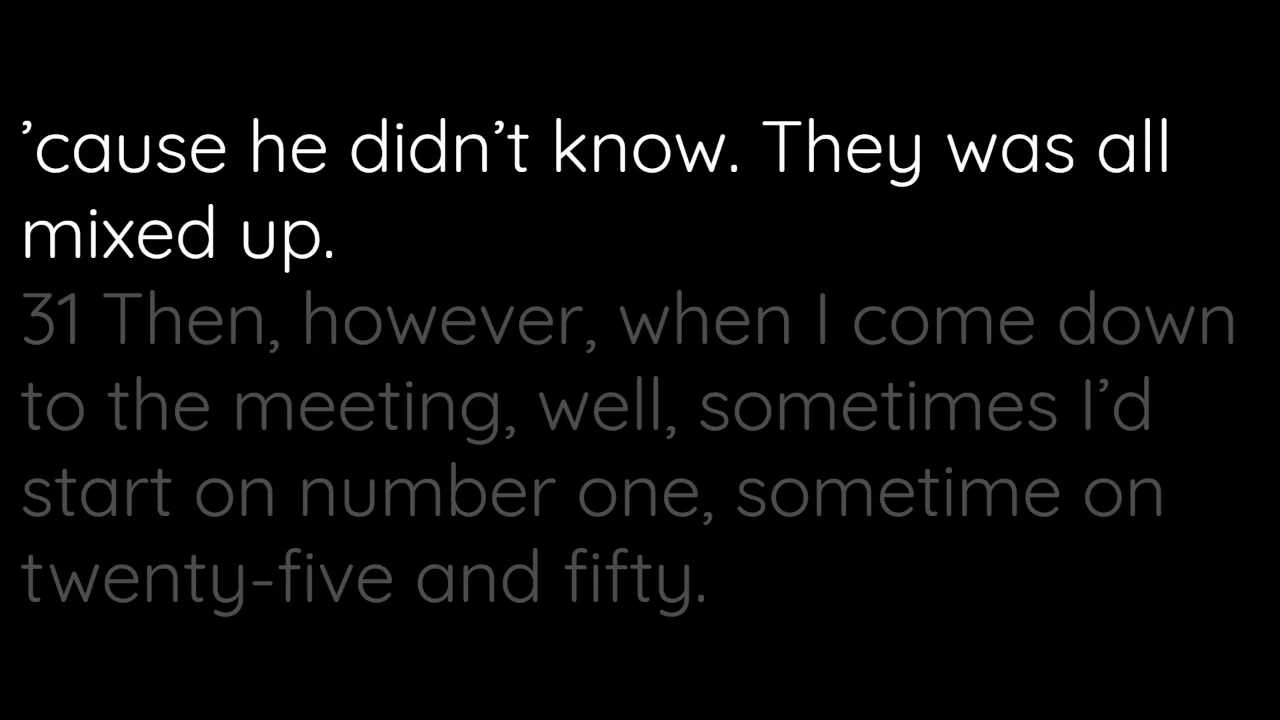 ’cause he didn’t know. They was all
mixed up.
31 Then, however, when I come down
to the meeting, well, sometimes I’d
start on number one, sometime on
twenty-five and fifty.